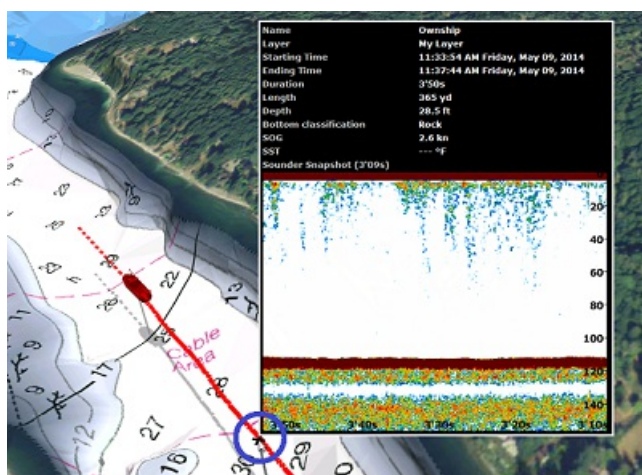 Name Ownship
Layer My Layer
Starting Time 11:33:54 AM Friday, May 09, 2014
Ending Time 11:37:44 AM Friday, May 09, 2014
Duration 3'50s
Length 365 yd
Depth 28.5 ft
Bottom classification Rock
SOG 2.6 kn
SST --- °F
Sounder Snapshot (3'09s)
20
40
60
80
100
120
140
3'50s 3'40s 3'30s 3'20s 3'10s
22
Cable
Area
17
27
16
29
28
12